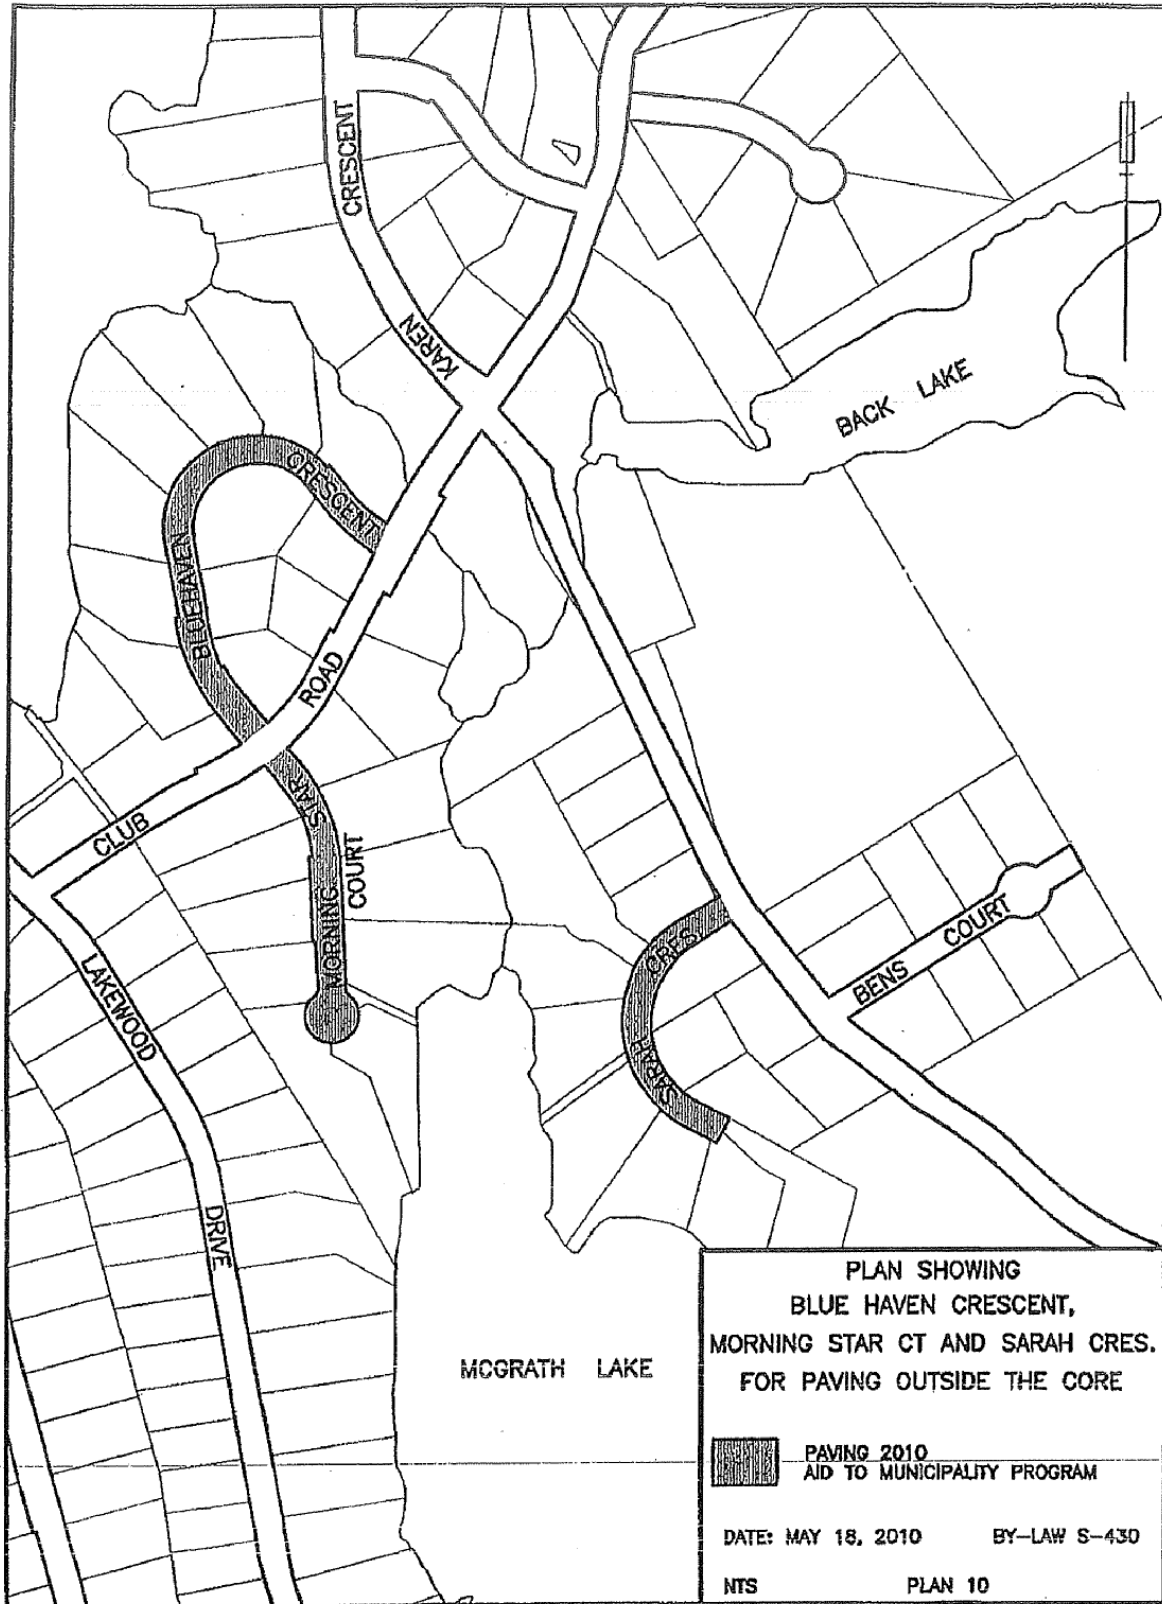 CRESCENT
KAREN
BACK LAKE
CRESCENT
BLUEHAVEN
ROAD
STAR
CLUB
COURT
MORNING
CRES.
BENS COURT
LAKEWOOD
SARAH
DRIVE
MCGRATH LAKE
PLAN SHOWING
BLUE HAVEN CRESCENT,
MORNING STAR CT AND SARAH CRES.
FOR PAVING OUTSIDE THE CORE
PAVING 2010
AID TO MUNICIPALITY PROGRAM
DATE: MAY 18, 2010 BY-LAW S-430
NTS PLAN 10